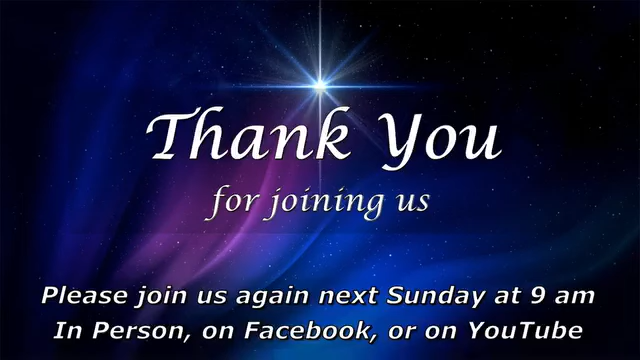 Thank You
for joining us
Please join us again next Sunday at 9 am
In Person, on Facebook, or on YouTube